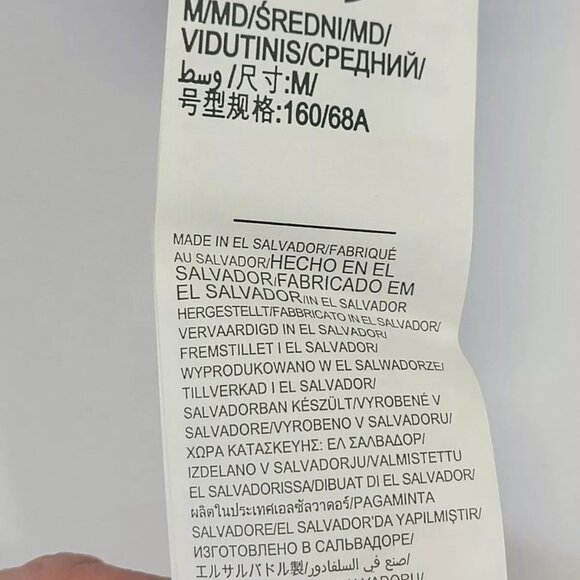 M/MD/ŚREDNI/MD/
VIDUTINIS/СРЕДНИЙ/
وسط/尺寸:M/
号型规格:160/68A
MADE IN EL SALVADOR/FABRIQUÉ
AU SALVADOR/HECHO EN EL
SALVADOR/FABRICADO EM
EL SALVADOR/IN EL SALVADOR
HERGESTELLT/FABBRICATO IN EL SALVADOR/
VERVAARDIGD IN EL SALVADOR/
FREMSTILLET I EL SALVADOR/
WYPRODUKOWANO W EL SALWADORZE/
TILLVERKAD I EL SALVADOR/
SALVADORBAN KÉSZÜLT/VYROBENÉ V
SALVADORE/VYROBENO V SALVADORU/
ΧΩΡΑ ΚΑΤΑΣΚΕΥΗΣ: ΕΛ ΣΑΛΒΑΔΟΡ/
IZDELANO V SALVADORJU/VALMISTETTU
EL SALVADORISSA/DIBUAT DI EL SALVADOR/
ผลิตในประเทศเอลซัลวาดอร์/PAGAMINTA
SALVADORE/EL SALVADOR'DA YAPILMIŞTIR/
ИЗГОТОВЛЕНО В САЛЬВАДОРЕ/
エルサルバドル製/صنع في السلفادور/